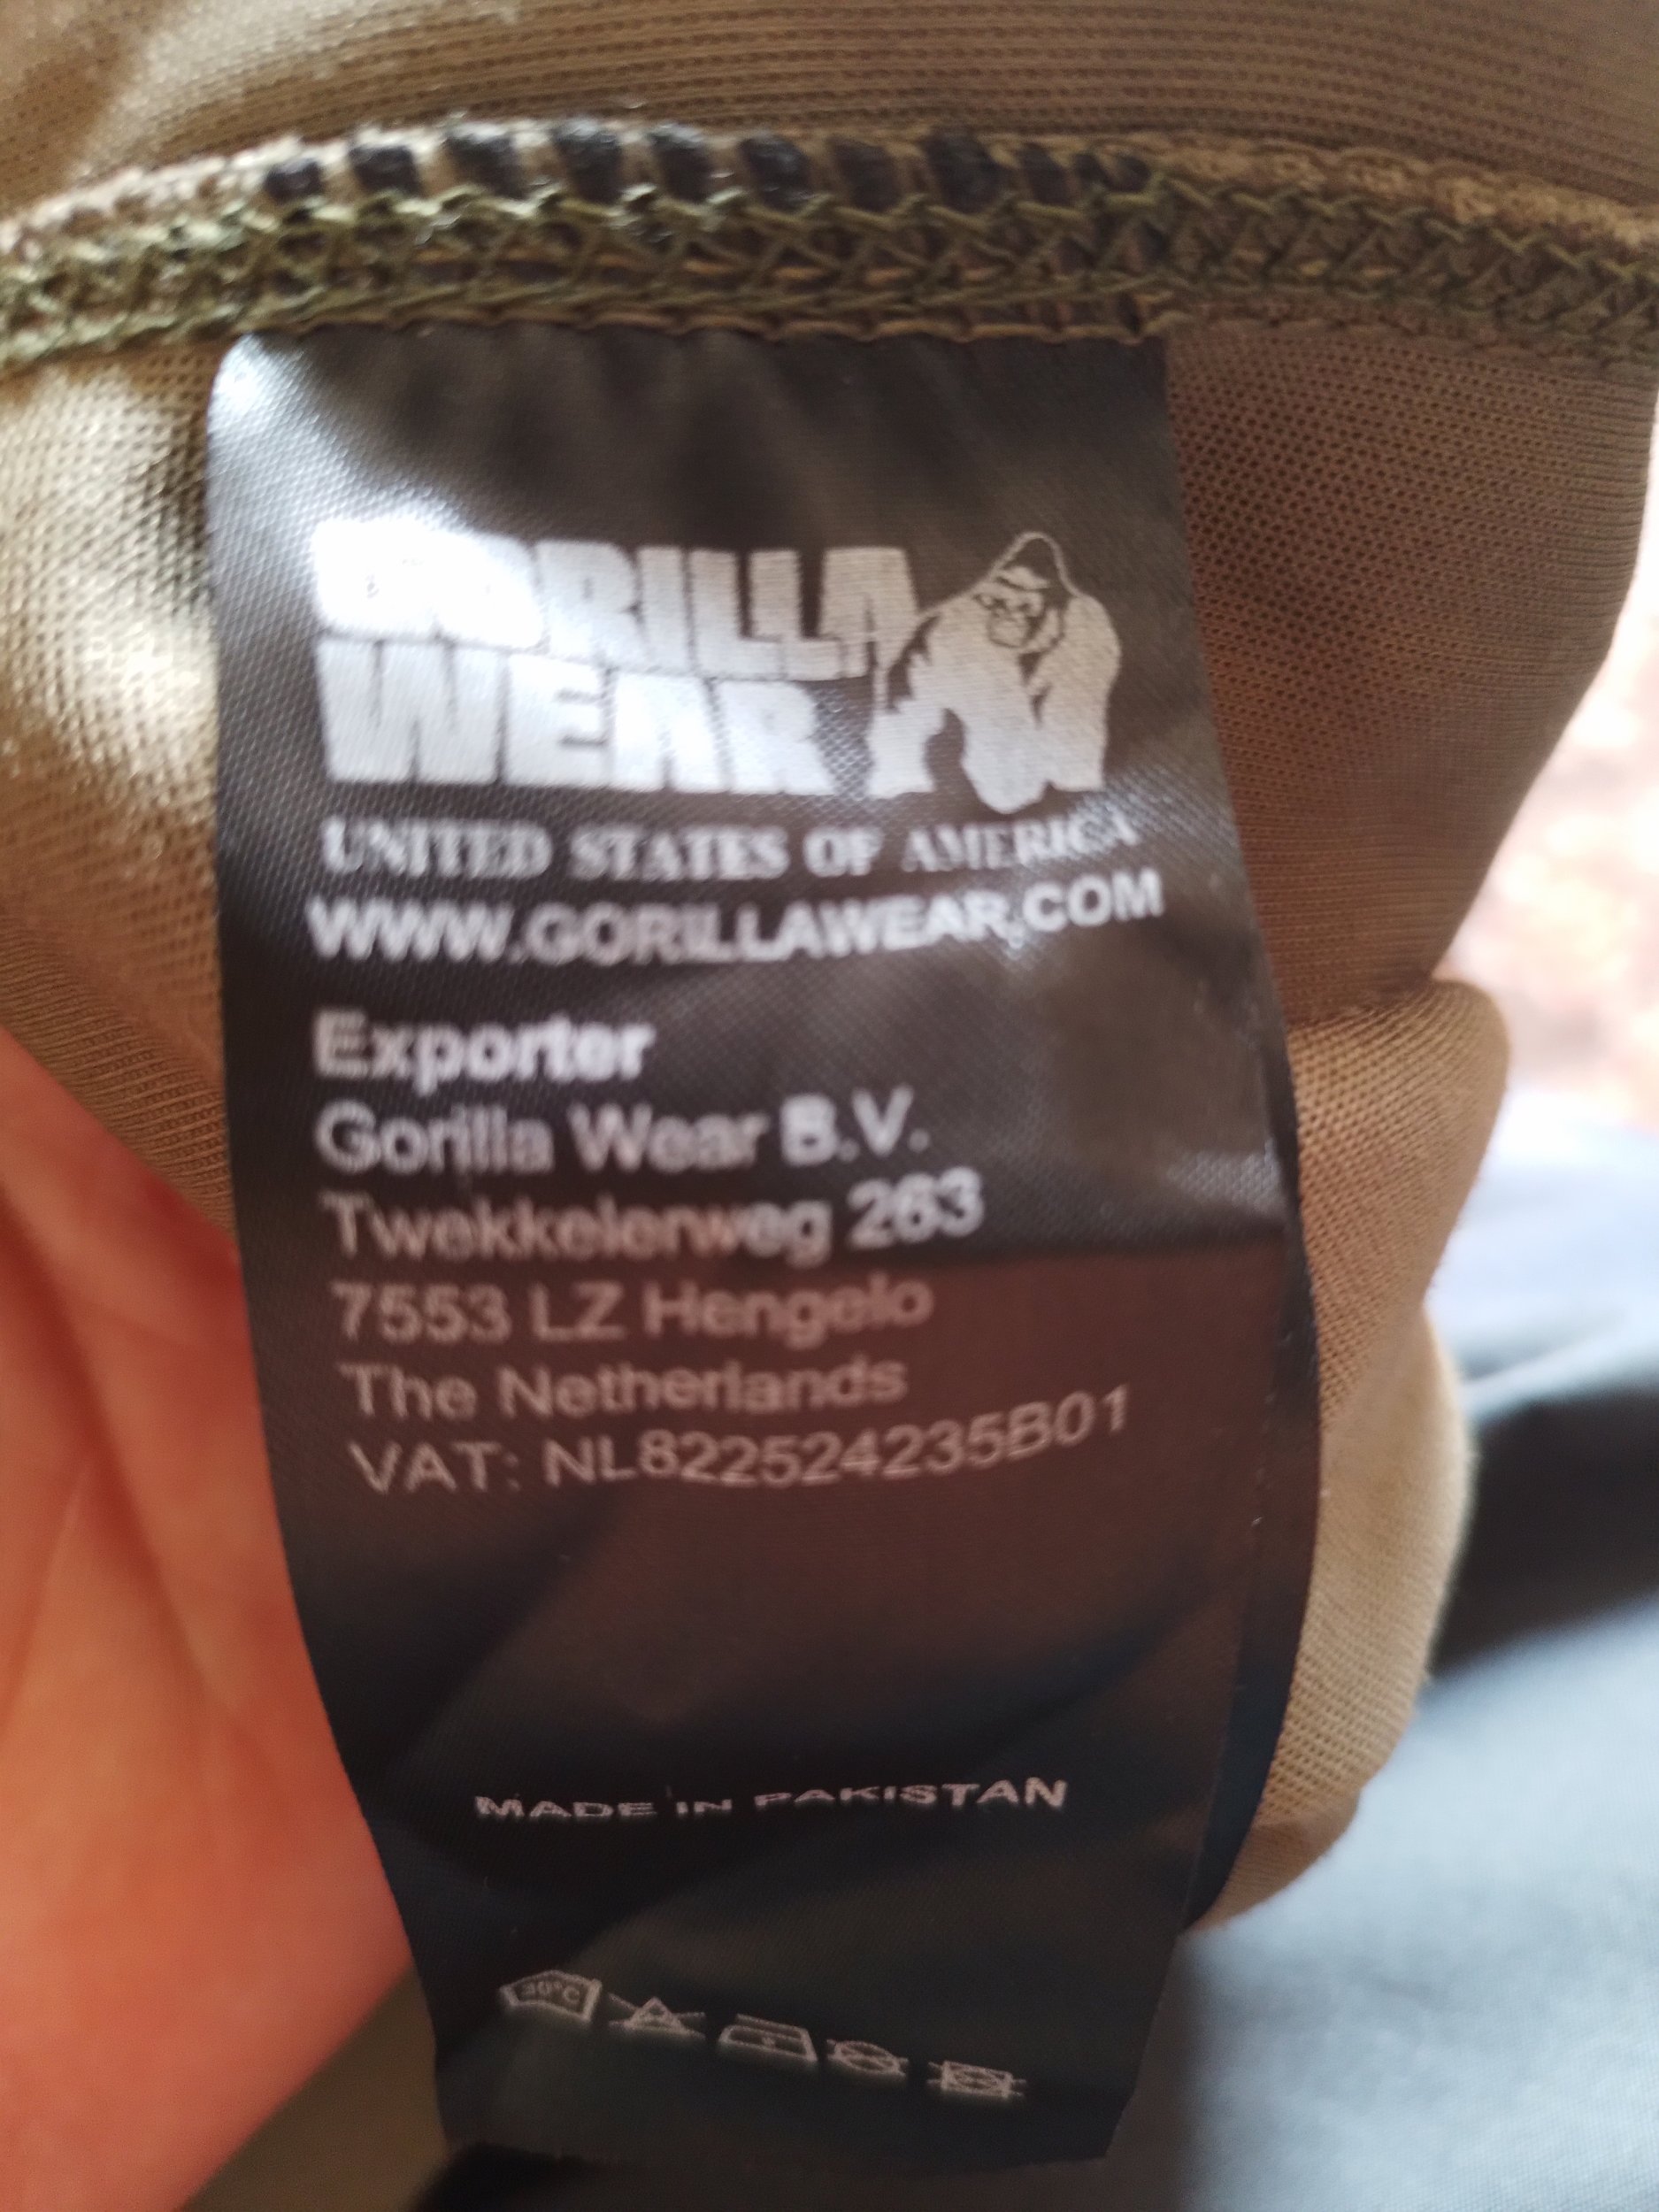 GORILLA
WEAR
UNITED STATES OF AMERICA
WWW.GORILLAWEAR.COM
Exporter
Gorilla Wear B.V.
Twekkelerweg 263
7553 LZ Hengelo
The Netherlands
VAT: NL822524235B01
MADE IN PAKISTAN
30°C